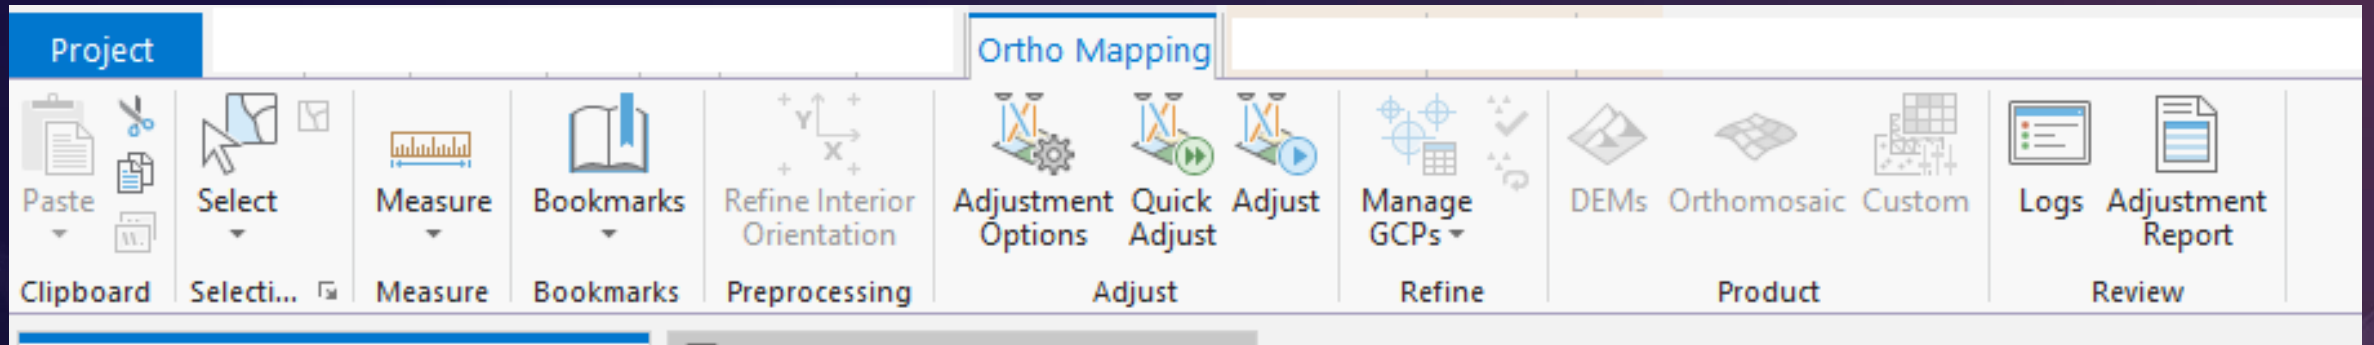 Project
Ortho Mapping
Paste
Select
Measure
Bookmarks
Refine Interior
Orientation
Adjustment
Options
Quick
Adjust
Adjust
Manage
GCPs
DEMs
Orthomosaic
Custom
Logs
Adjustment
Report
Clipboard
Selecti...
Measure
Bookmarks
Preprocessing
Adjust
Refine
Product
Review